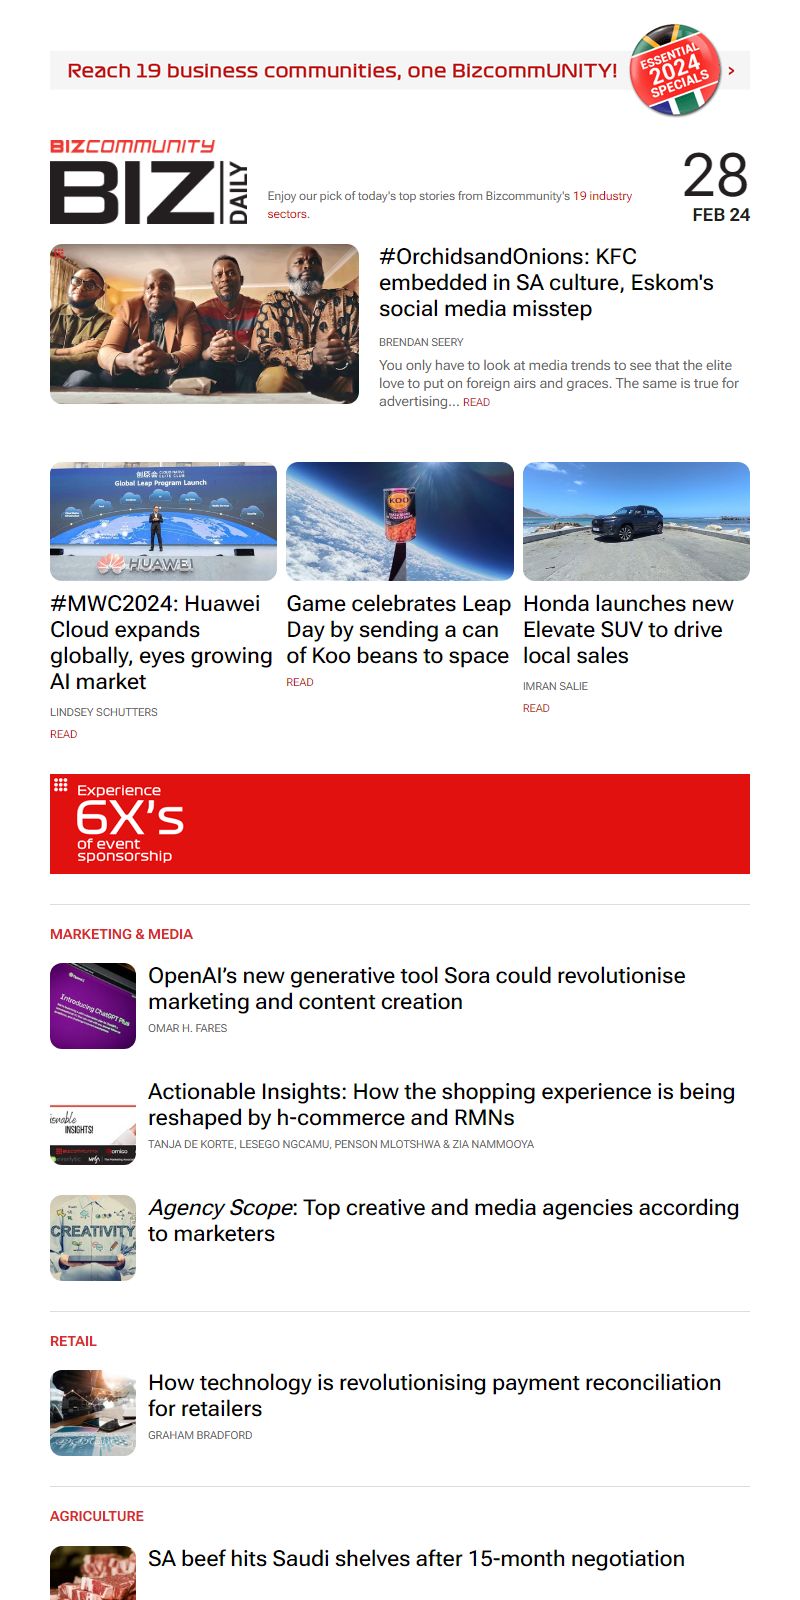 Reach 19 business communities, one BizcommUNITY!
ESSENTIAL
2024
SPECIALS
›
BIZCOMMUNITY
BIZ
DAILY
Enjoy our pick of today's top stories from Bizcommunity's 19 industry
sectors.
28
FEB 24
#OrchidsandOnions: KFC
embedded in SA culture, Eskom's
social media misstep
BRENDAN SEERY
You only have to look at media trends to see that the elite
love to put on foreign airs and graces. The same is true for
advertising... READ
Global Leap Program Launch
HUAWEI
KOO
#MWC2024: Huawei
Cloud expands
globally, eyes growing
AI market
LINDSEY SCHUTTERS
READ
Game celebrates Leap
Day by sending a can
of Koo beans to space
READ
Honda launches new
Elevate SUV to drive
local sales
IMRAN SALIE
READ
Experience
6X's
of event
sponsorship
MARKETING & MEDIA
Introducing ChatGPT Plus
OpenAI’s new generative tool Sora could revolutionise
marketing and content creation
OMAR H. FARES
INSIGHTS!
Actionable Insights: How the shopping experience is being
reshaped by h-commerce and RMNs
TANJA DE KORTE, LESEGO NGCAMU, PENSON MLOTSHWA & ZIA NAMMOOYA
CREATIVITY
Agency Scope: Top creative and media agencies according
to marketers
RETAIL
How technology is revolutionising payment reconciliation
for retailers
GRAHAM BRADFORD
AGRICULTURE
SA beef hits Saudi shelves after 15-month negotiation